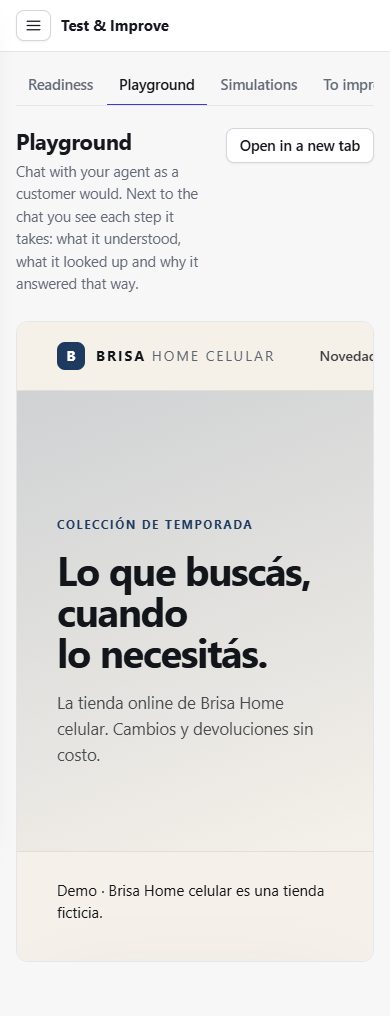 Test & Improve
Readiness
Playground
Simulations
To impr
Playground
Open in a new tab
Chat with your agent as a
customer would. Next to the
chat you see each step it
takes: what it understood,
what it looked up and why it
answered that way.
B
BRISA HOME CELULAR
Novedad
COLECCIÓN DE TEMPORADA
Lo que buscás,
cuando
lo necesitás.
La tienda online de Brisa Home
celular. Cambios y devoluciones sin
costo.
Demo · Brisa Home celular es una tienda
ficticia.